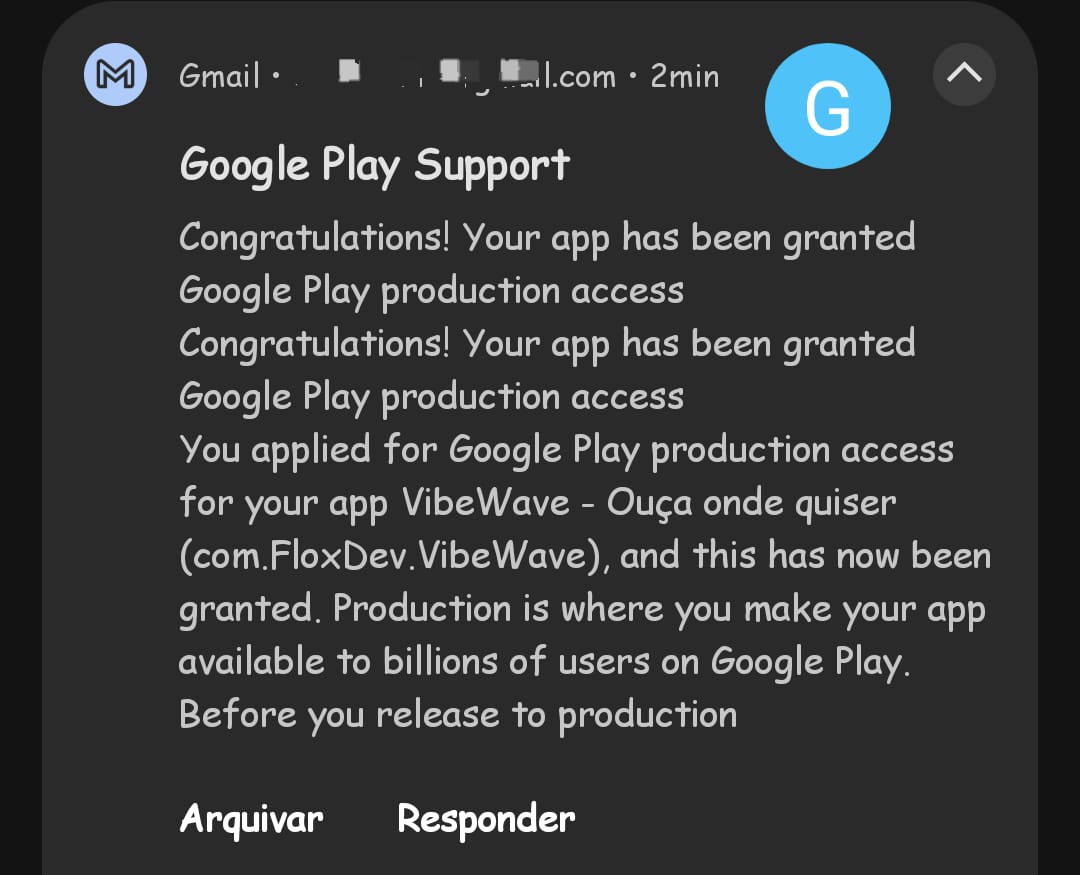 Gmail • l.com • 2min
G
Google Play Support
Congratulations! Your app has been granted
Google Play production access
Congratulations! Your app has been granted
Google Play production access
You applied for Google Play production access
for your app VibeWave - Ouça onde quiser
(com.FloxDev.VibeWave), and this has now been
granted. Production is where you make your app
available to billions of users on Google Play.
Before you release to production
Arquivar Responder